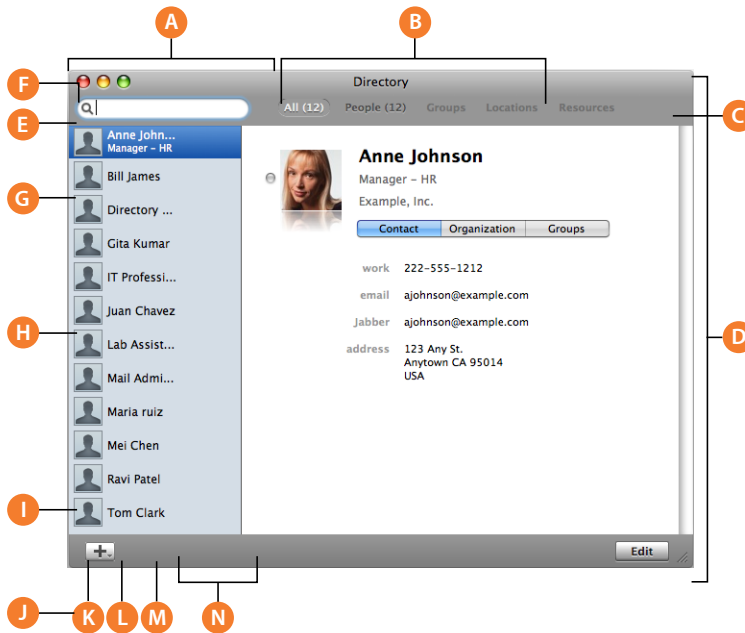 A
B
F
Directory
All (12) People (12) Groups Locations Resources
C
E
Anne John...
Manager – HR
Anne Johnson
Manager – HR
Example, Inc.
Bill James
G
Directory ...
Contact Organization Groups
Gita Kumar
work 222-555-1212
IT Professi...
email ajohnson@example.com
Juan Chavez
Jabber ajohnson@example.com
H
D
Lab Assist...
address 123 Any St.
Anytown CA 95014
USA
Mail Admi...
Maria ruiz
Mei Chen
Ravi Patel
I
Tom Clark
Edit
J
K
L
M
N